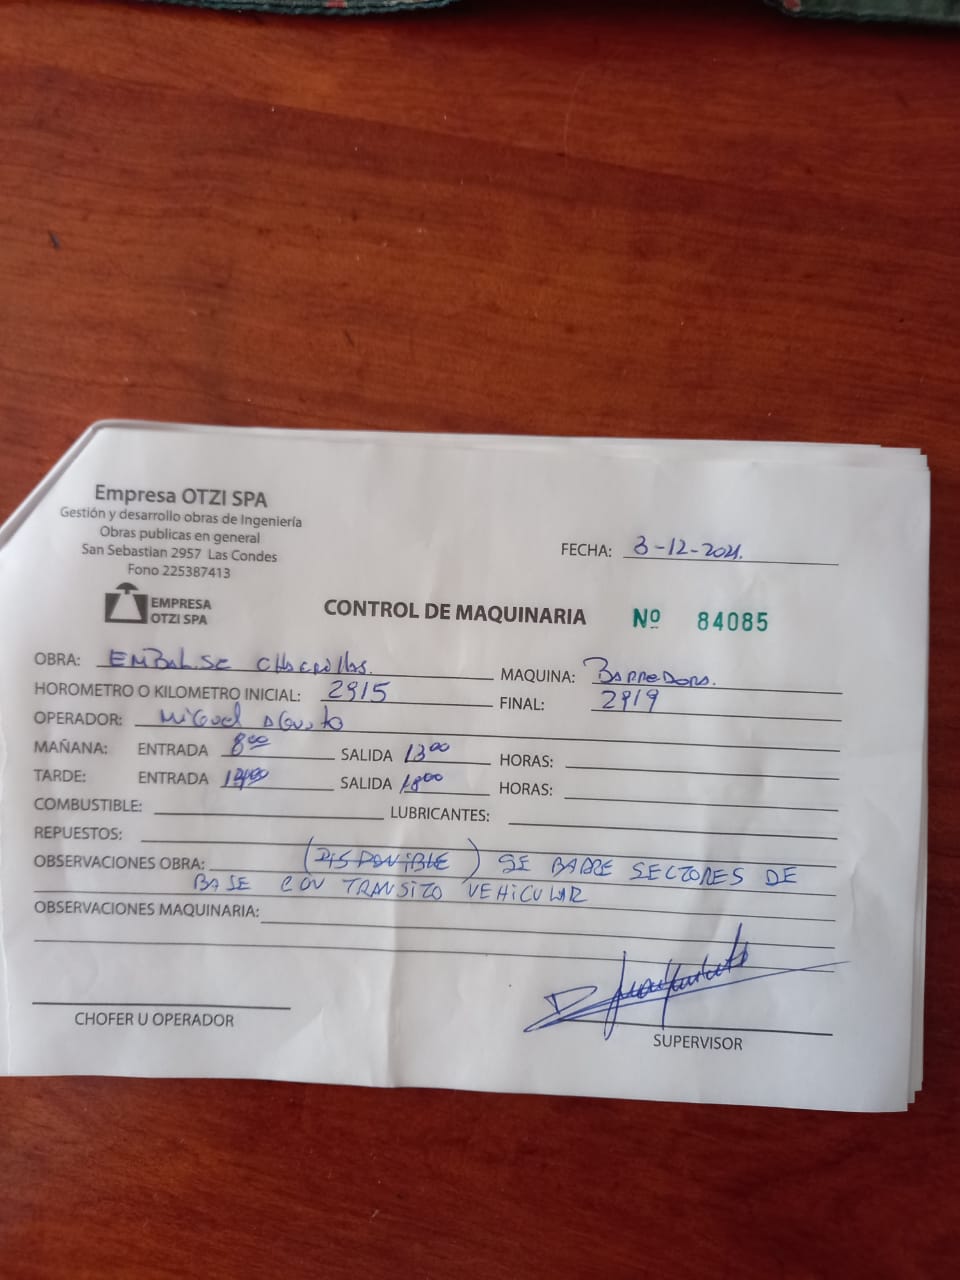 Empresa OTZI SPA
Gestión y desarrollo obras de Ingeniería
Obras publicas en general
San Sebastian 2957 Las Condes
Fono 225387413
EMPRESA
OTZI SPA
FECHA: 3-12-2021.
CONTROL DE MAQUINARIA Nº 84085
OBRA: EMBALSE CHACRILLAS. MAQUINA: BARREDORA.
HOROMETRO O KILOMETRO INICIAL: 2915 FINAL: 2919
OPERADOR: Miguel
MAÑANA: ENTRADA 8:00 SALIDA 13:00 HORAS:
TARDE: ENTRADA SALIDA 18:00 HORAS:
COMBUSTIBLE: LUBRICANTES:
REPUESTOS:
OBSERVACIONES OBRA: (DISPONIBLE) SE BARRE SECTORES DE
BASE CON TRANSITO VEHICULAR
OBSERVACIONES MAQUINARIA:
CHOFER U OPERADOR
SUPERVISOR